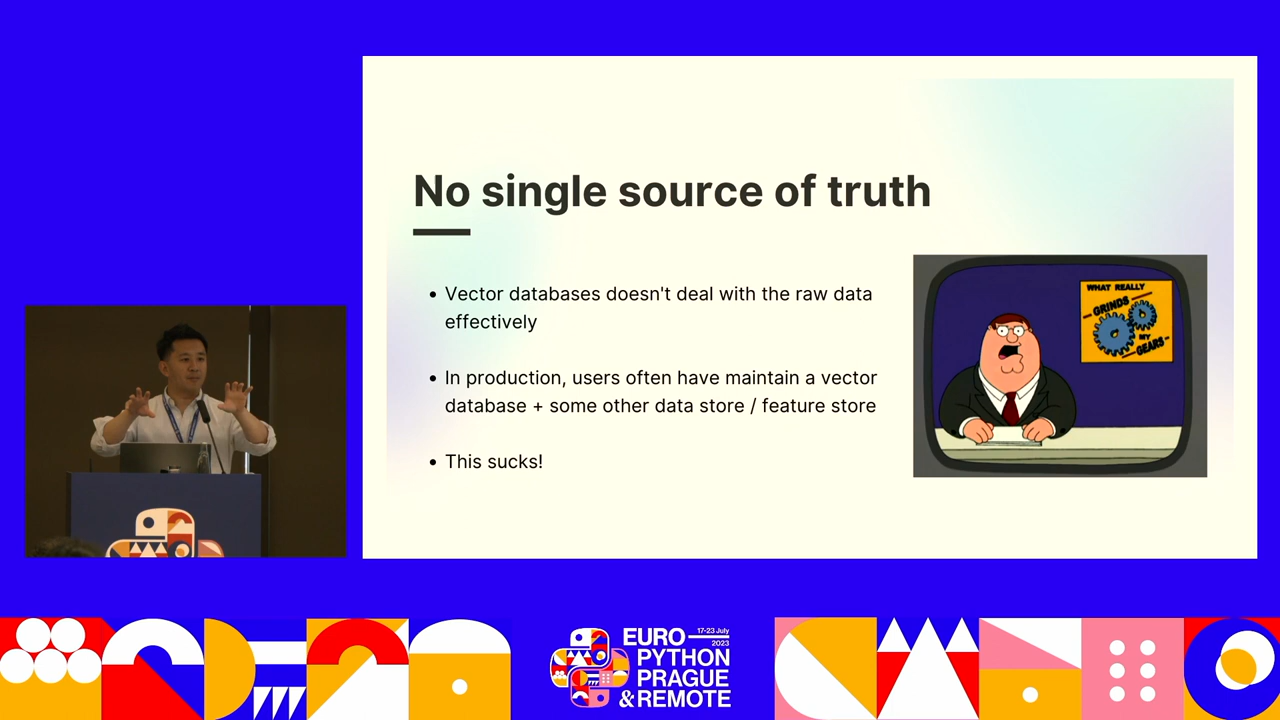 No single source of truth
Vector databases doesn't deal with the raw data
effectively
In production, users often have maintain a vector
database + some other data store / feature store
This sucks!
WHAT REALLY
GRINDS
MY
GEARS
EURO
17-23 July
2023
PYTHON
PRAGUE
& REMOTE